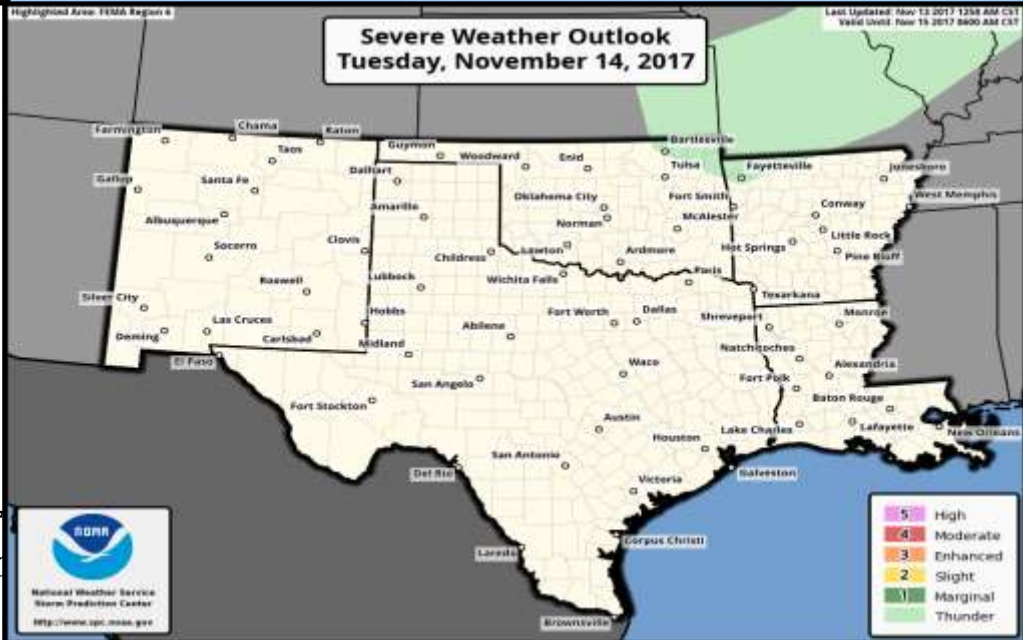 Highlighted Area: FEMA Region 6
Last Updated: Nov 13 2017 1258 AM CST
Valid Until: Nov 15 2017 0600 AM CST
Severe Weather Outlook
Tuesday, November 14, 2017
Farmington
Chama
Raton
Guymon
Bartlesville
Taos
Woodward
Enid
Tulsa
Fayetteville
Jonesboro
Gallup
Santa Fe
Dalhart
Oklahoma City
Fort Smith
West Memphis
Albuquerque
Amarillo
Norman
McAlester
Conway
Socorro
Clovis
Childress
Lawton
Ardmore
Hot Springs
Little Rock
Pine Bluff
Roswell
Lubbock
Wichita Falls
Paris
Texarkana
Silver City
Las Cruces
Hobbs
Fort Worth
Dallas
Shreveport
Monroe
Deming
Carlsbad
Midland
Abilene
Natchitoches
El Paso
San Angelo
Waco
Fort Polk
Alexandria
Fort Stockton
Austin
Baton Rouge
Houston
Lake Charles
Lafayette
New Orleans
Del Rio
San Antonio
Victoria
Galveston
Laredo
Corpus Christi
Brownsville
NOAA
National Weather Service
Storm Prediction Center
http://www.spc.noaa.gov
5 High
4 Moderate
3 Enhanced
2 Slight
1 Marginal
Thunder